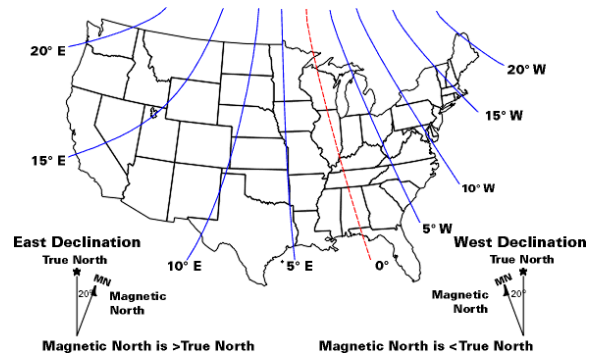 20° E
20° W
15° W
15° E
10° W
5° W
East Declination
West Declination
True North
True North
10° E
5° E
0°
MN
MN
20°
Magnetic
North
Magnetic
North
20°
Magnetic North is >True North
Magnetic North is <True North